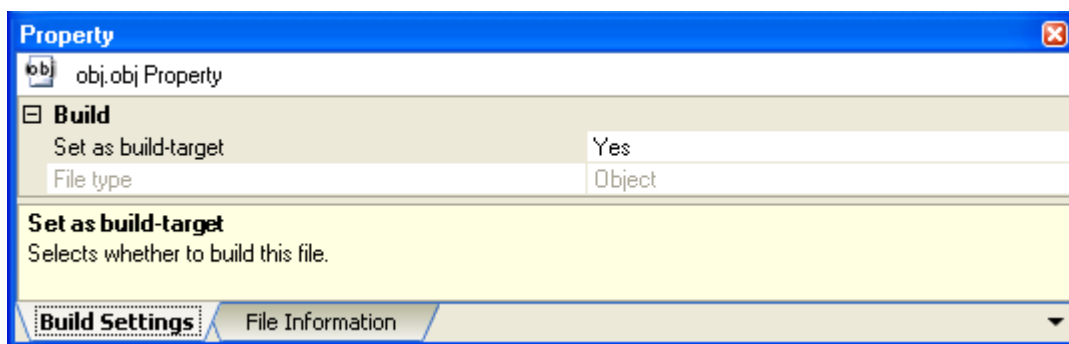 Property
obj obj.obj Property
Build
Set as build-target Yes
File type Object
Set as build-target
Selects whether to build this file.
Build Settings File Information